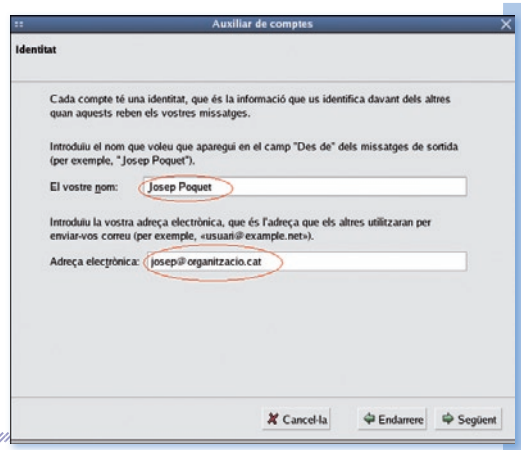 Auxiliar de comptes
Identitat
Cada compte té una identitat, que és la informació que us identifica davant dels altres
quan aquests reben els vostres missatges.
Introduïu el nom que voleu que aparegui en el camp "Des de" dels missatges de sortida
(per exemple, "Josep Poquet").
El vostre nom: Josep Poquet
Introduïu la vostra adreça electrònica, que és l'adreça que els altres utilitzaran per
enviar-vos correu (per exemple, «usuari@example.net»).
Adreça electrònica: josep@organitzacio.cat
Cancel·la Endarrere Següent